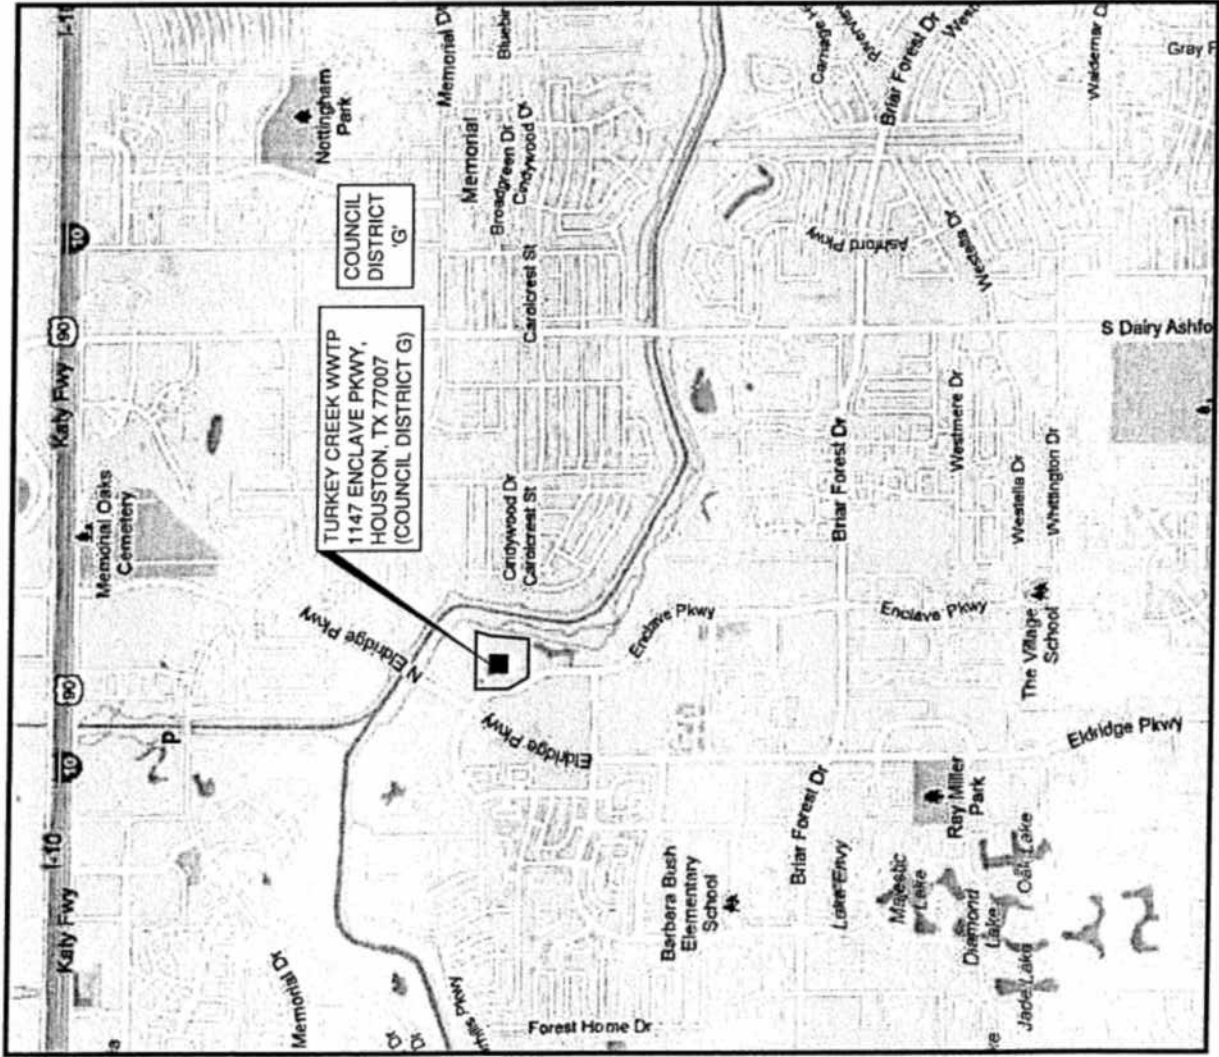 I-10
Katy Fwy
90
10
Katy Fwy
I-10
10
90
Nottingham
Park
Memorial Dr
Memorial
Broadgreen Dr
Cindywood Dr
Carolcrest St
COUNCIL
DISTRICT
'G'
TURKEY CREEK WWTP
1147 ENCLAVE PKWY,
HOUSTON, TX 77007
(COUNCIL DISTRICT G)
Memorial Oaks
Cemetery
P
Memorial Dr
N Eldridge Pkwy
Eldridge Pkwy
Cindywood Dr
Carolcrest St
Enclave Pkwy
Enclave Pkwy
Briar Forest Dr
Ashford Pkwy
Westella Dr
Waldemar D
Gray F
S Dairy Ashfo
Briar Forest Dr
Westmere Dr
Westella Dr
Whittington Dr
The Village
School
Eldridge Pkwy
Ray Miller
Park
Briar Forest Dr
Lake Envy
Majestic
Lake
Diamond
Lake
Oak Lake
Jade Lake
Barbara Bush
Elementary
School
Forest Home Dr